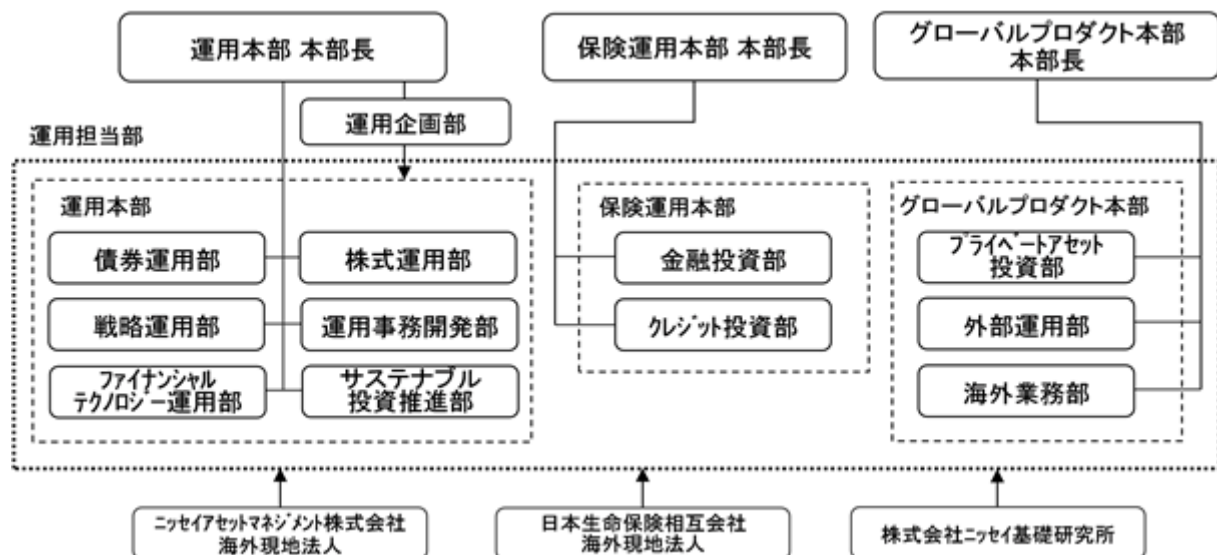 運用本部 本部長
保険運用本部 本部長
グローバルプロダクト本部
本部長
運用企画部
運用担当部
運用本部
債券運用部
株式運用部
戦略運用部
運用事務開発部
ファイナンシャル
テクノロジー運用部
サステナブル
投資推進部
保険運用本部
金融投資部
クレジット投資部
グローバルプロダクト本部
プライベートアセット
投資部
外部運用部
海外業務部
ニッセイアセットマネジメント株式会社
海外現地法人
日本生命保険相互会社
海外現地法人
株式会社ニッセイ基礎研究所